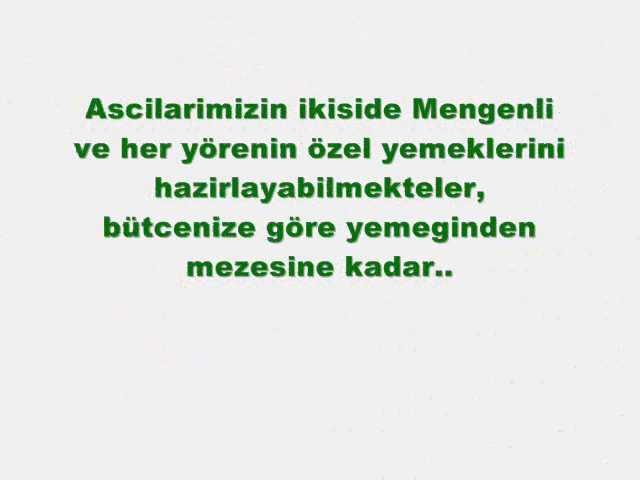 Ascilarimizin ikiside Mengenli
ve her yörenin özel yemeklerini
hazirlayabilmekteler,
bütcenize göre yemeginden
mezesine kadar..